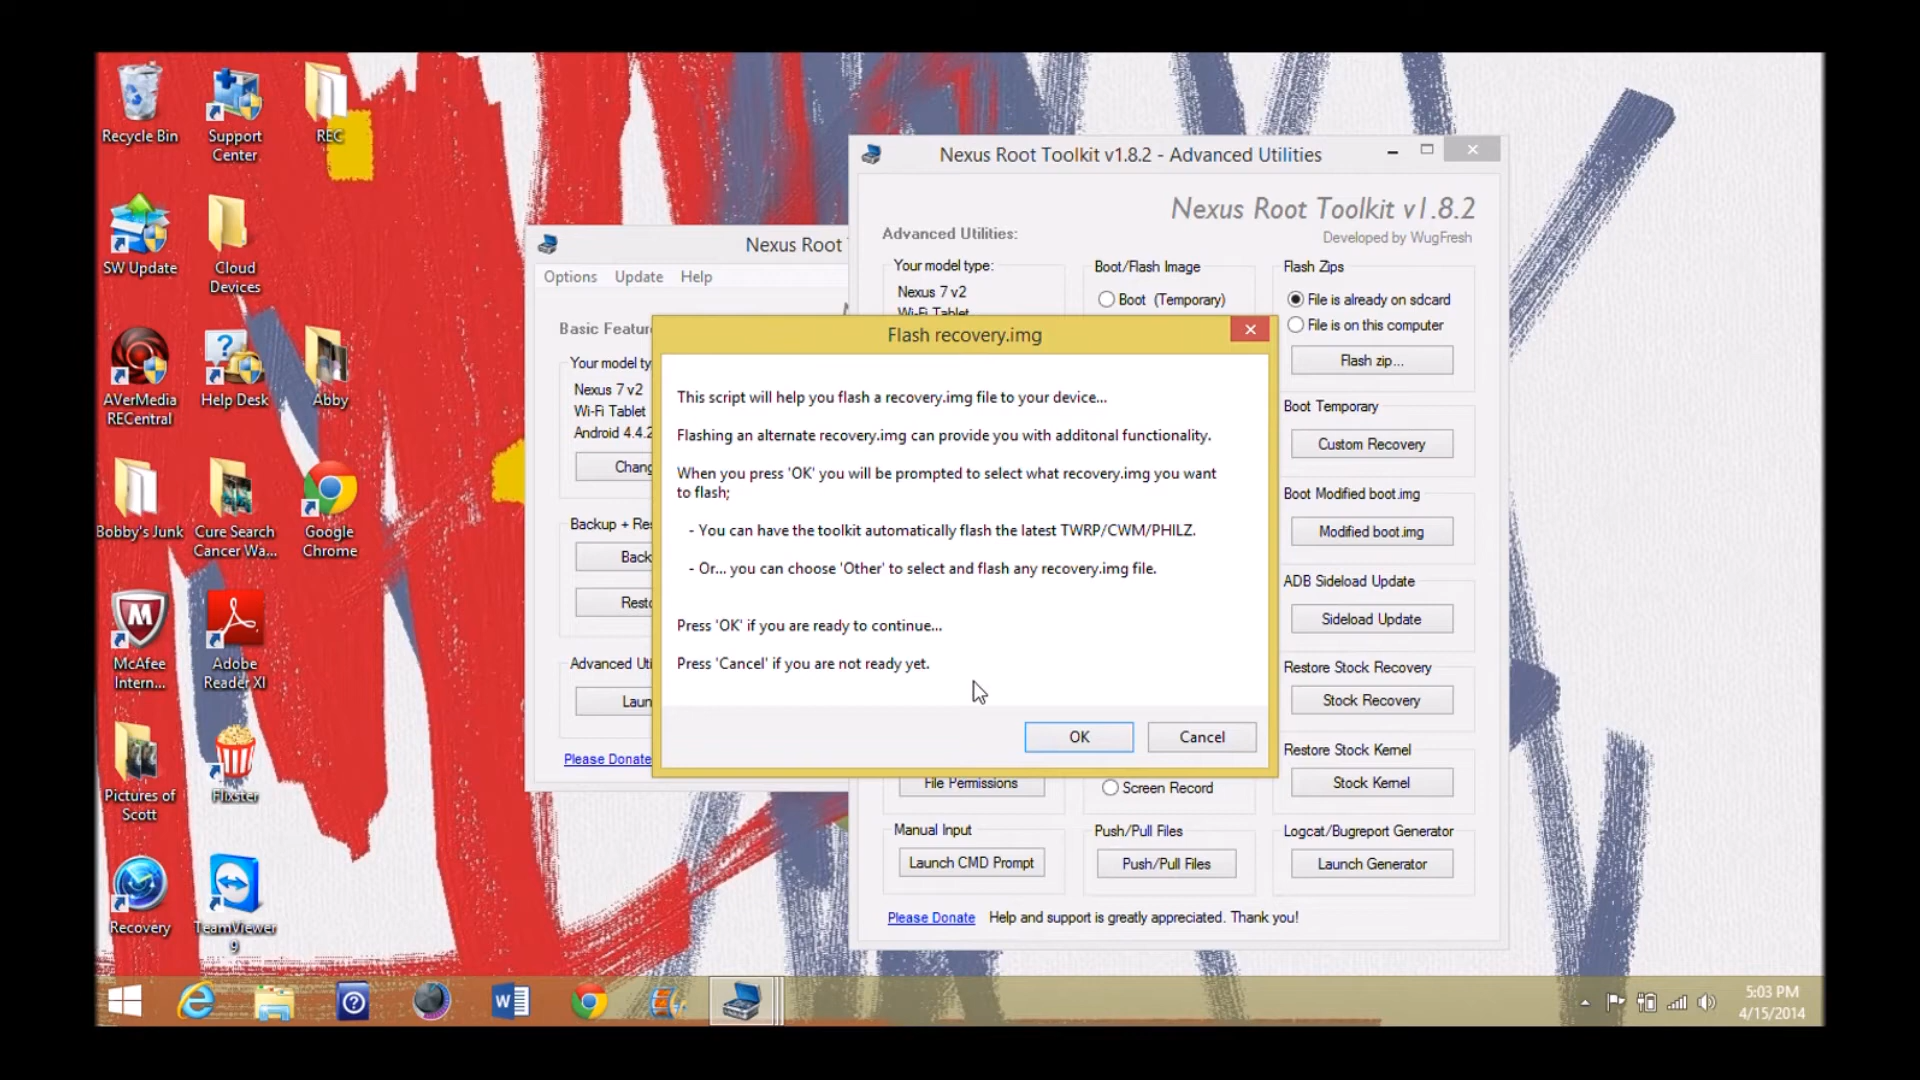 Recycle Bin
Support
Center
REC
SW Update
Cloud
Devices
AVerMedia
RECentral
Help Desk
Abby
Bobby's Junk
Cure Search
Cancer Wa...
Google
Chrome
McAfee
Intern...
Adobe
Reader XI
Pictures of
Scott
Flixster
Recovery
TeamViewer
9
Nexus Root
Options Update Help
Basic Featur
Your model ty
Nexus 7 v2
Wi-Fi Tablet
Android 4.4.2
Chang
Backup + Res
Back
Resto
Advanced Uti
Laun
Please Donate
Nexus Root Toolkit v1.8.2 - Advanced Utilities
Nexus Root Toolkit v1.8.2
Developed by WugFresh
Advanced Utilities:
Your model type:
Nexus 7 v2
Wi-Fi Tablet
Boot/Flash Image
Boot (Temporary)
Flash Zips
File is already on sdcard
File is on this computer
Flash zip...
Boot Temporary
Custom Recovery
Boot Modified boot.img
Modified boot.img
ADB Sideload Update
Sideload Update
Restore Stock Recovery
Stock Recovery
Restore Stock Kernel
Stock Kernel
File Permissions
Screen Record
Manual Input
Launch CMD Prompt
Push/Pull Files
Push/Pull Files
Logcat/Bugreport Generator
Launch Generator
Please Donate Help and support is greatly appreciated. Thank you!
Flash recovery.img
This script will help you flash a recovery.img file to your device...
Flashing an alternate recovery.img can provide you with additonal functionality.
When you press 'OK' you will be prompted to select what recovery.img you want
to flash;
- You can have the toolkit automatically flash the latest TWRP/CWM/PHILZ.
- Or... you can choose 'Other' to select and flash any recovery.img file.
Press 'OK' if you are ready to continue...
Press 'Cancel' if you are not ready yet.
OK
Cancel
5:03 PM
4/15/2014